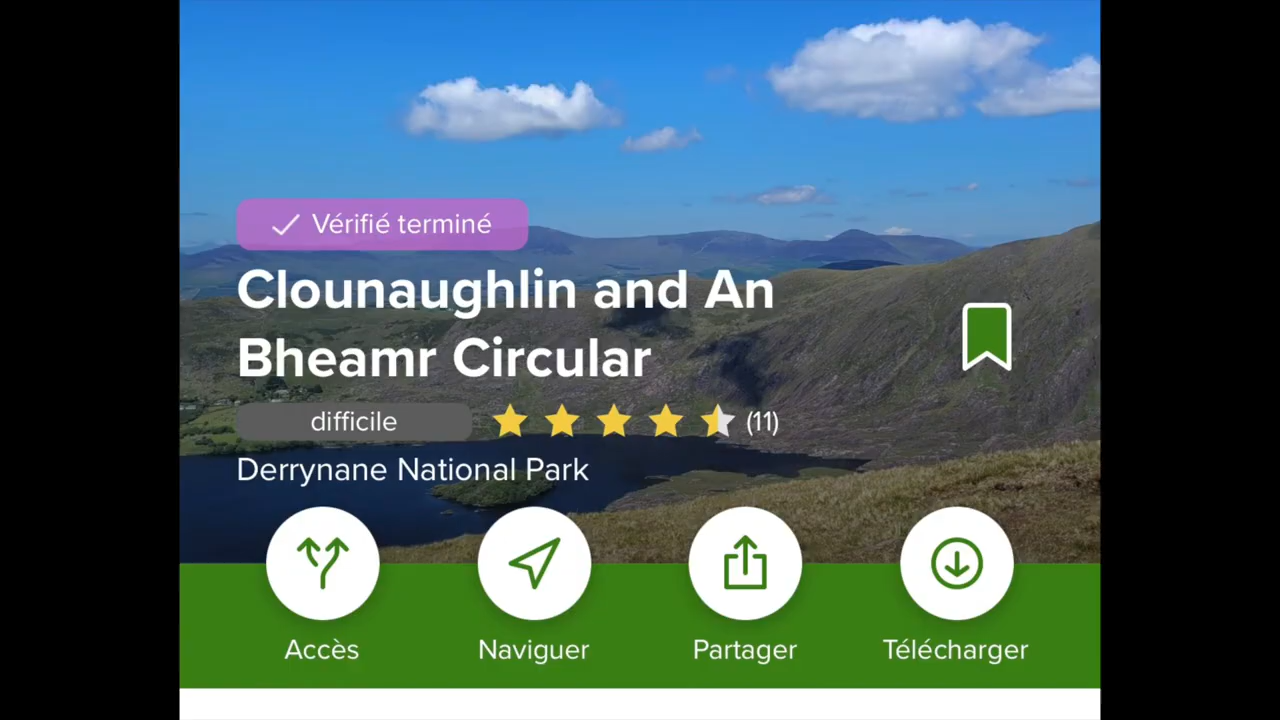 Vérifié terminé
Clounaughlin and An
Bheamr Circular
difficile (11)
Derrynane National Park
Accès Naviguer Partager Télécharger